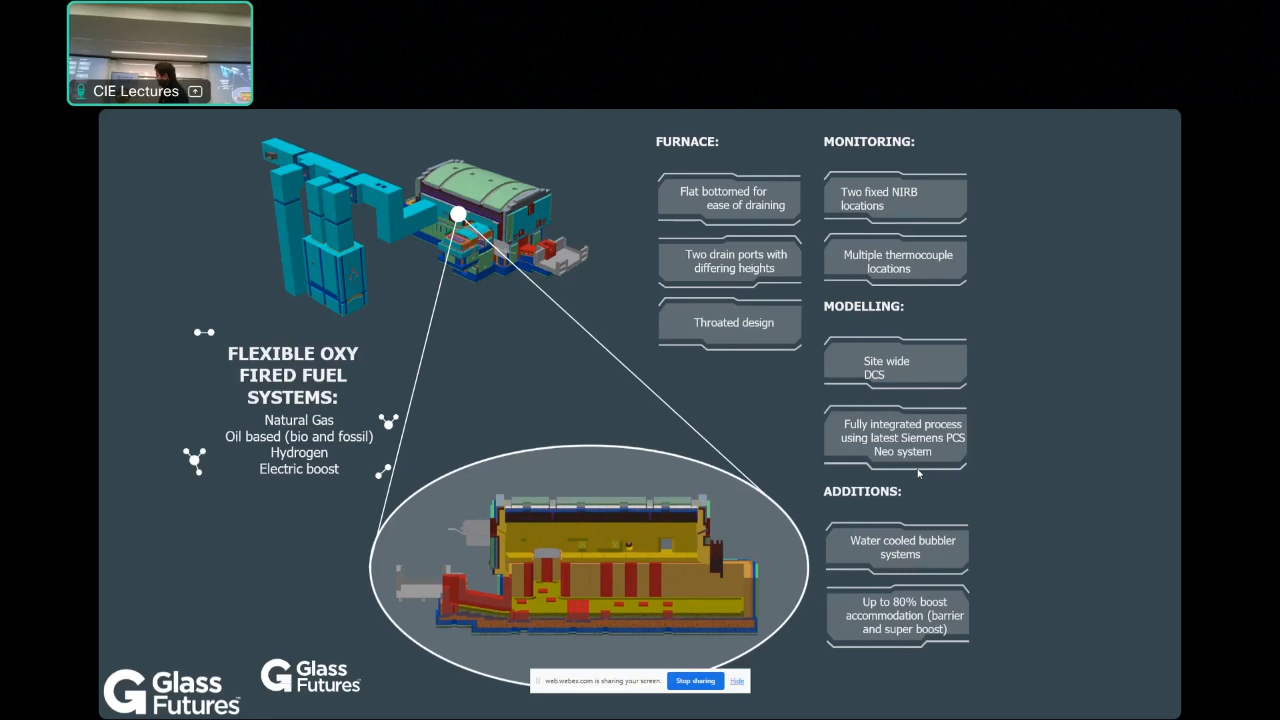 CIE Lectures
FURNACE:
Flat bottomed for
ease of draining
Two drain ports with
differing heights
Throated design
MONITORING:
Two fixed NIRB
locations
Multiple thermocouple
locations
MODELLING:
Site wide
DCS
Fully integrated process
using latest Siemens PCS
Neo system
ADDITIONS:
Water cooled bubbler
systems
Up to 80% boost
accommodation (barrier
and super boost)
FLEXIBLE OXY
FIRED FUEL
SYSTEMS:
Natural Gas
Oil based (bio and fossil)
Hydrogen
Electric boost
Glass
Futures™
Glass
Futures
web.webex.com is sharing your screen.
Stop sharing
Hide